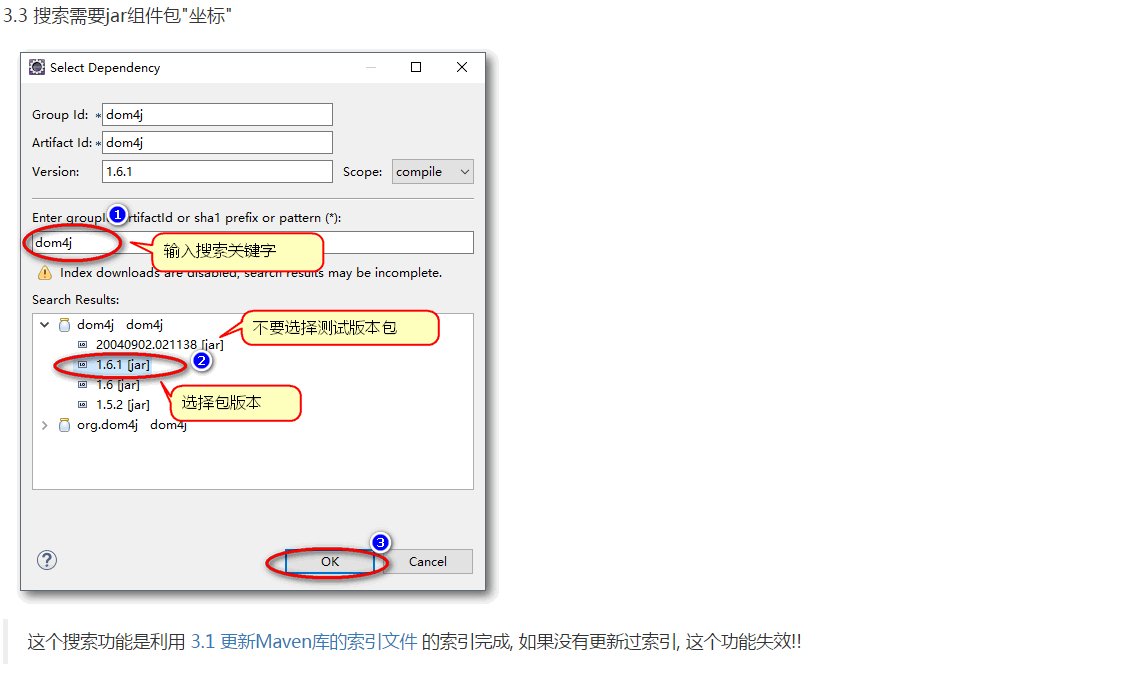 3.3 搜索需要jar组件包"坐标"
Select Dependency
Group Id: * dom4j
Artifact Id: * dom4j
Version: 1.6.1 Scope: compile
1
Enter groupI rtifactId or sha1 prefix or pattern (*):
dom4j
输入搜索关键字
Index downloads are disabled, search results may be incomplete.
Search Results:
dom4j dom4j
不要选择测试版本包
20040902.021138 [jar]
1.6.1 [jar] 2
1.6 [jar]
选择包版本
1.5.2 [jar]
org.dom4j dom4j
3
? OK Cancel
这个搜索功能是利用 3.1 更新Maven库的索引文件 的索引完成, 如果没有更新过索引, 这个功能失效!!